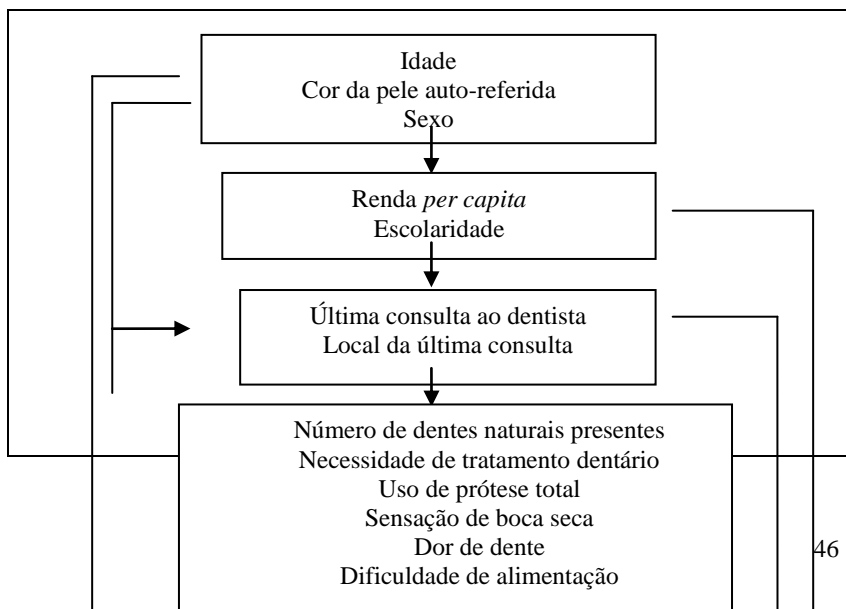 Idade
Cor da pele auto-referida
Sexo
Renda per capita
Escolaridade
Última consulta ao dentista
Local da última consulta
Número de dentes naturais presentes
Necessidade de tratamento dentário
Uso de prótese total
Sensação de boca seca
Dor de dente
Dificuldade de alimentação
46